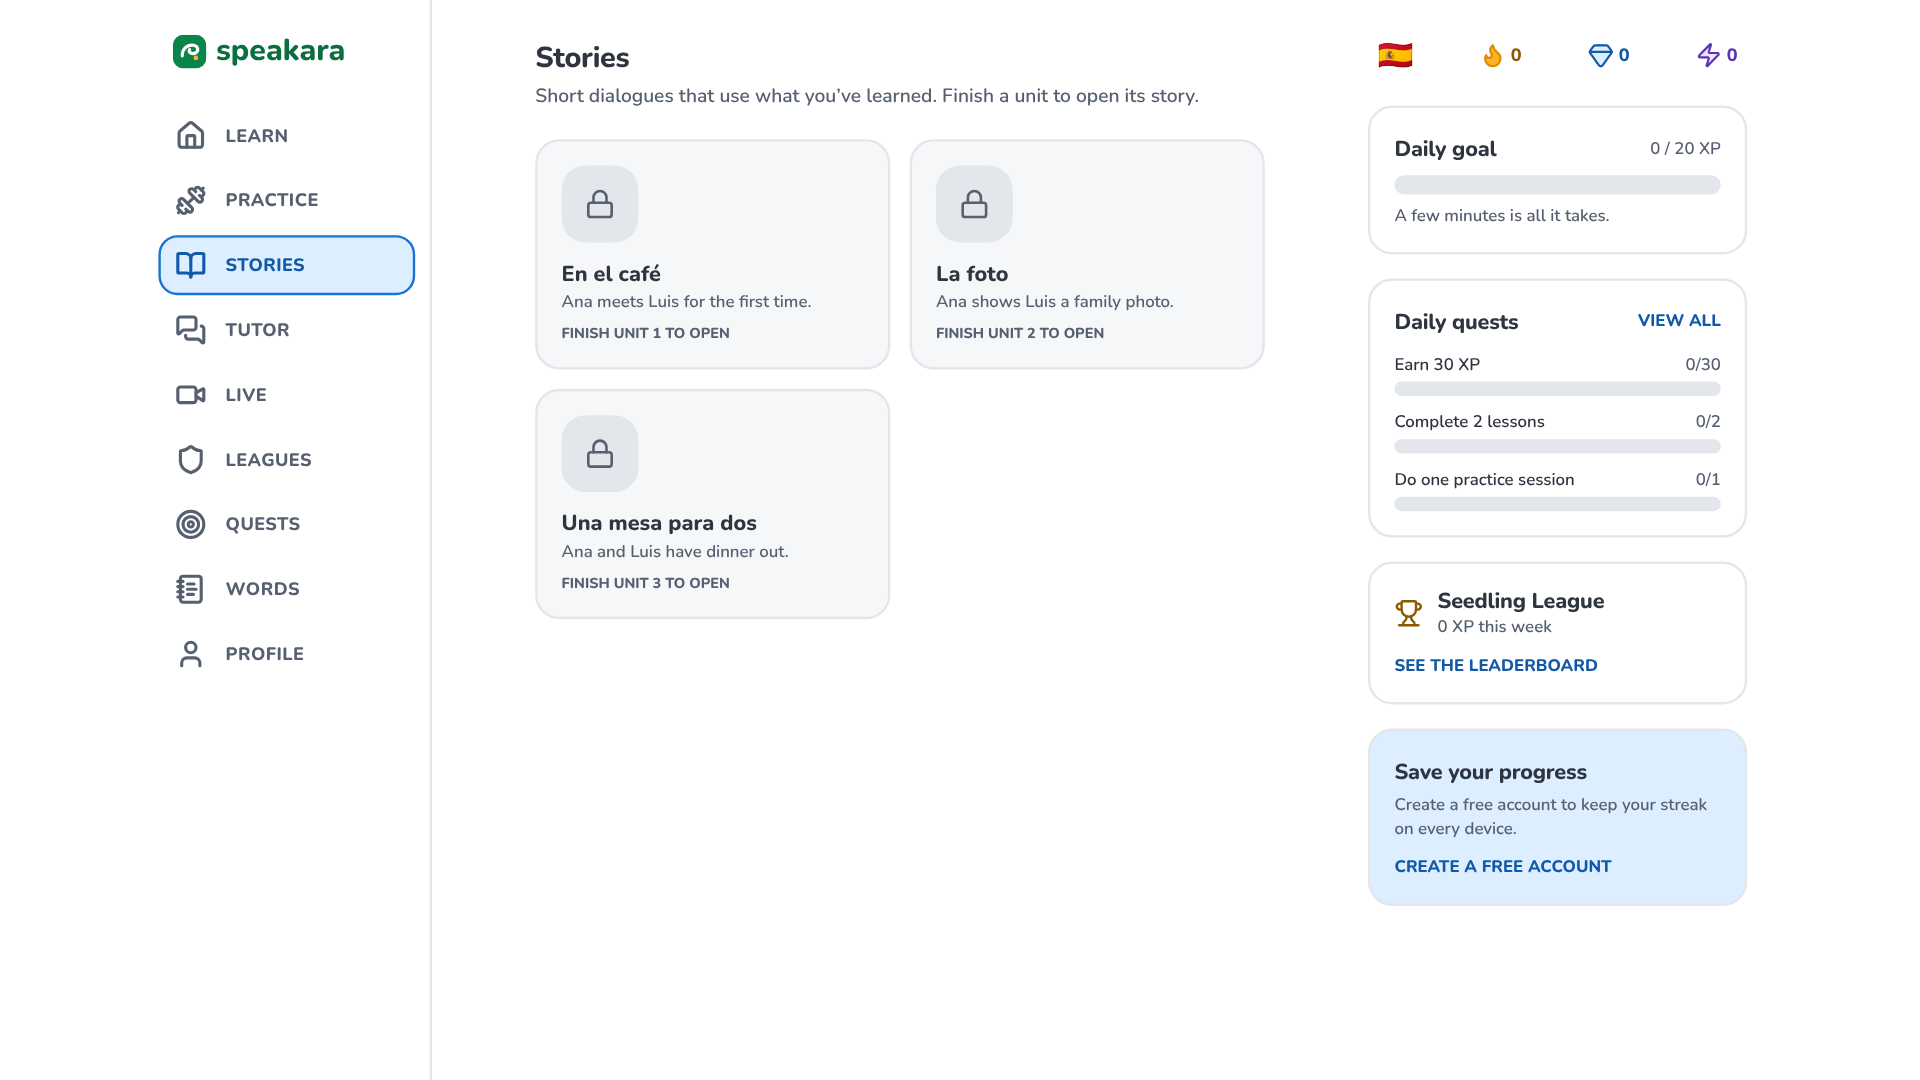 speakara
LEARN
PRACTICE
STORIES
TUTOR
LIVE
LEAGUES
QUESTS
WORDS
PROFILE
Stories
Short dialogues that use what you’ve learned. Finish a unit to open its story.
En el café
Ana meets Luis for the first time.
FINISH UNIT 1 TO OPEN
La foto
Ana shows Luis a family photo.
FINISH UNIT 2 TO OPEN
Una mesa para dos
Ana and Luis have dinner out.
FINISH UNIT 3 TO OPEN
0
0
0
Daily goal
0 / 20 XP
A few minutes is all it takes.
Daily quests
VIEW ALL
Earn 30 XP
0/30
Complete 2 lessons
0/2
Do one practice session
0/1
Seedling League
0 XP this week
SEE THE LEADERBOARD
Save your progress
Create a free account to keep your streak
on every device.
CREATE A FREE ACCOUNT